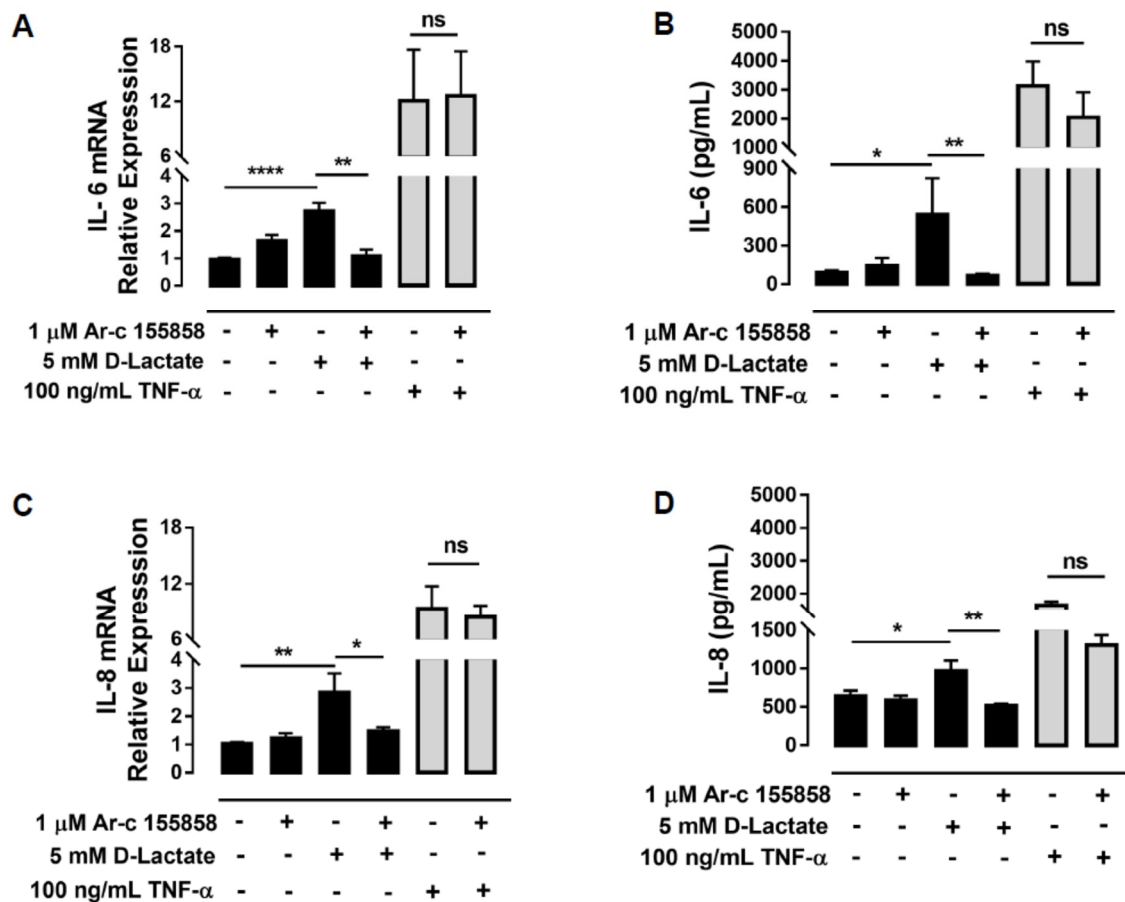 A
IL- 6 mRNA
Relative Expresssion
18
12
6
4
3
2
1
0
**** ** ns
1 μM Ar-c 155858 - + - + - +
5 mM D-Lactate - - + + - -
100 ng/mL TNF-α - - - - + +
B
IL-6 (pg/mL)
5000
4000
3000
2000
1000
900
600
300
0
* ** ns
1 μM Ar-c 155858 - + - + - +
5 mM D-Lactate - - + + - -
100 ng/mL TNF-α - - - - + +
C
IL-8 mRNA
Relative Expresssion
18
12
6
4
3
2
1
0
** * ns
1 μM Ar-c 155858 - + - + - +
5 mM D-Lactate - - + + - -
100 ng/mL TNF-α - - - - + +
D
IL-8 (pg/mL)
5000
4000
3000
2000
1500
1000
500
0
* ** ns
1 μM Ar-c 155858 - + - + - +
5 mM D-Lactate - - + + - -
100 ng/mL TNF-α - - - - + +